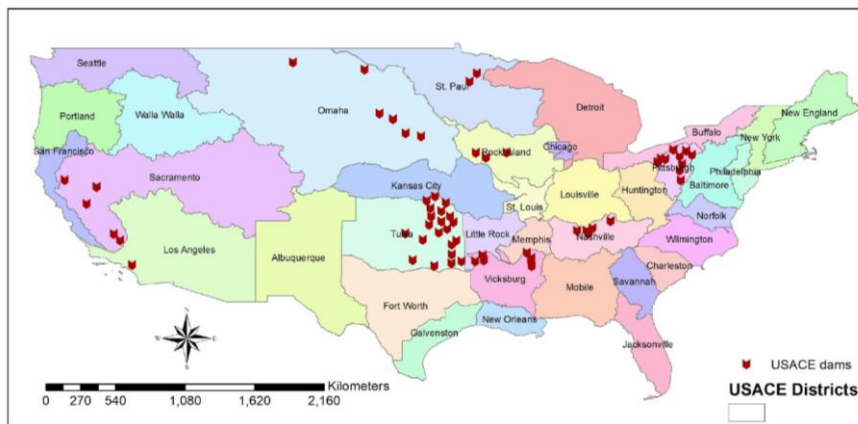 Seattle
Portland
Walla Walla
San Francisco
Sacramento
Los Angeles
Albuquerque
Omaha
St. Paul
Detroit
Chicago
Rock Island
Kansas City
St. Louis
Louisville
Huntington
Pittsburgh
Buffalo
New York
New England
Philadelphia
Baltimore
Norfolk
Wilmington
Charleston
Savannah
Jacksonville
Mobile
Nashville
Memphis
Little Rock
Tulsa
Vicksburg
Fort Worth
New Orleans
Galvenston
N
W E
S
Kilometers
0 270 540 1,080 1,620 2,160
USACE dams
USACE Districts